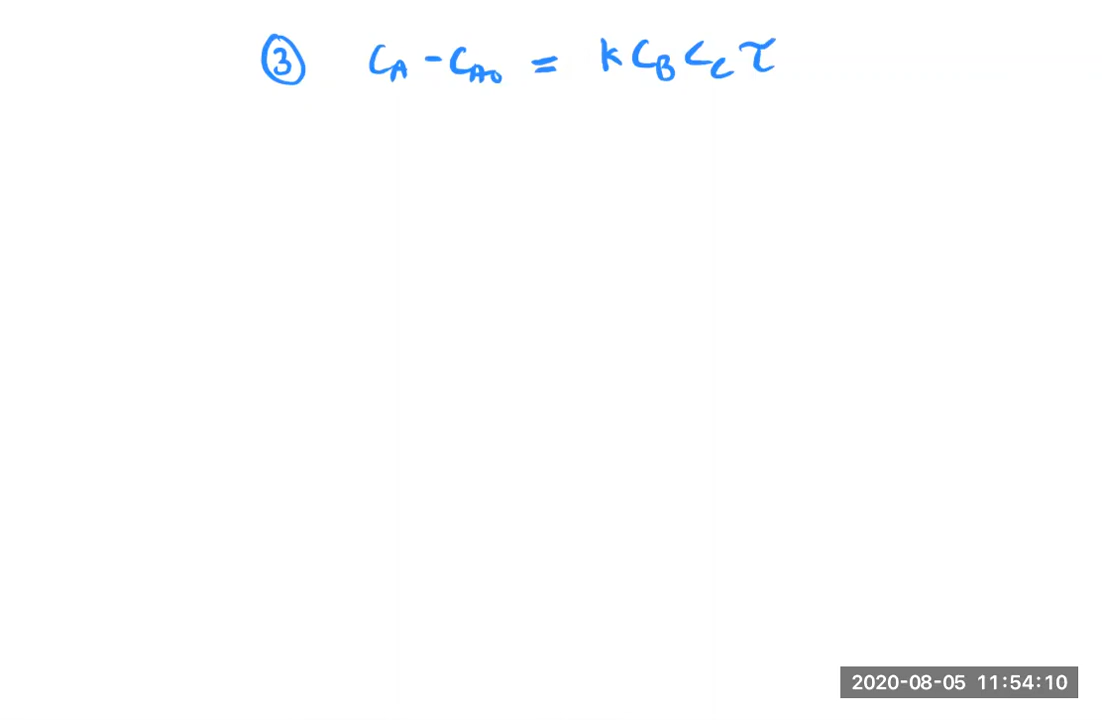 ③ C_A - C_A0 = k C_B C_C τ
2020-08-05 11:54:10